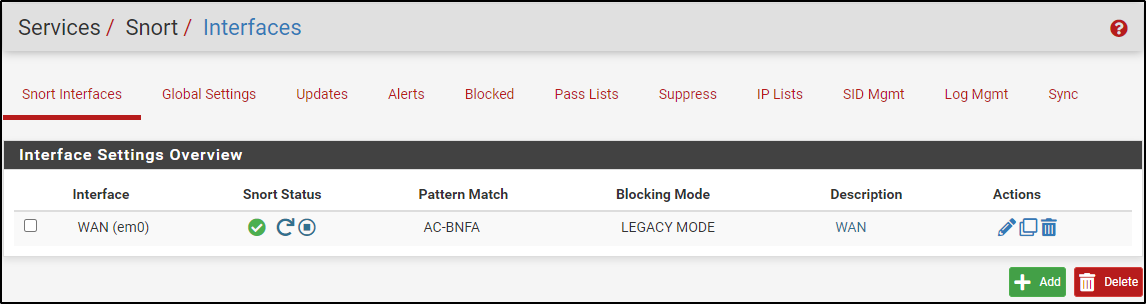 Services / Snort / Interfaces
Snort Interfaces Global Settings Updates Alerts Blocked Pass Lists Suppress IP Lists SID Mgmt Log Mgmt Sync
Interface Settings Overview
Interface Snort Status Pattern Match Blocking Mode Description Actions
WAN (em0) AC-BNFA LEGACY MODE WAN
Add Delete